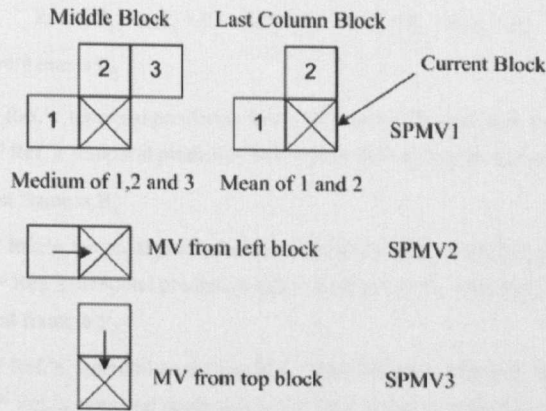 Middle Block
Last Column Block
2 3
2
Current Block
1
1
SPMV1
Medium of 1,2 and 3
Mean of 1 and 2
MV from left block
SPMV2
MV from top block
SPMV3